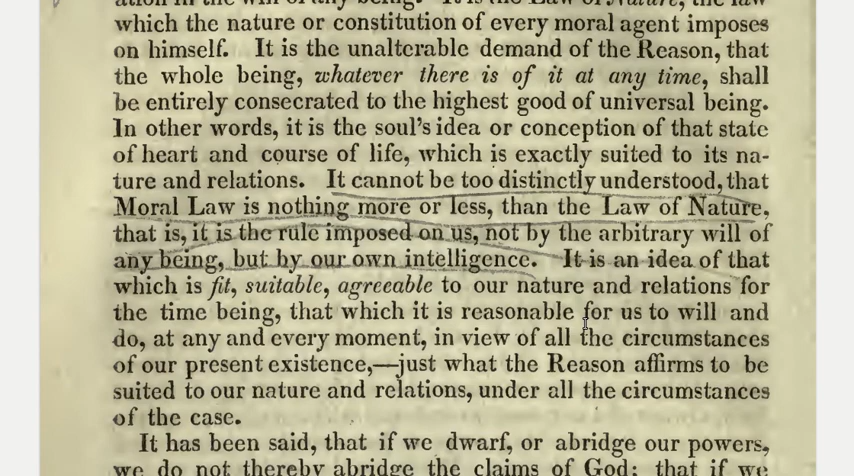 which the nature or constitution of every moral agent imposes
on himself. It is the unalterable demand of the Reason, that
the whole being, whatever there is of it at any time, shall
be entirely consecrated to the highest good of universal being.
In other words, it is the soul's idea or conception of that state
of heart and course of life, which is exactly suited to its na-
ture and relations. It cannot be too distinctly understood, that
Moral Law is nothing more or less, than the Law of Nature,
that is, it is the rule imposed on us, not by the arbitrary will of
any being, but by our own intelligence. It is an idea of that
which is fit, suitable, agreeable to our nature and relations for
the time being, that which it is reasonable for us to will and
do, at any and every moment, in view of all the circumstances
of our present existence,—just what the Reason affirms to be
suited to our nature and relations, under all the circumstances
of the case.
It has been said, that if we dwarf, or abridge our powers,
we do not thereby abridge the claims of God; that if we